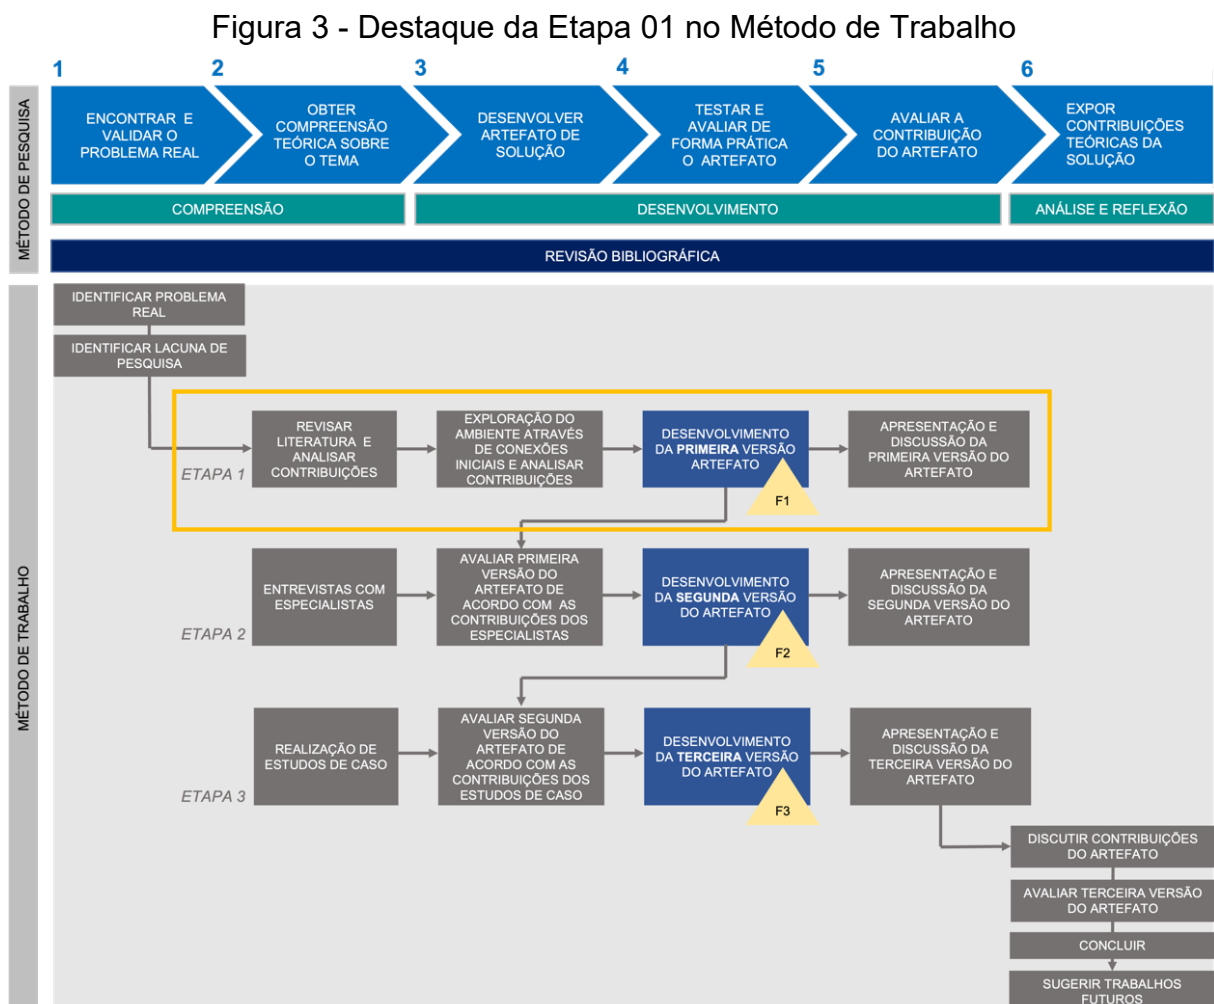 Figura 3 - Destaque da Etapa 01 no Método de Trabalho
1
2
3
4
5
6
MÉTODO DE PESQUISA
ENCONTRAR E
VALIDAR O
PROBLEMA REAL
OBTER
COMPREENSÃO
TEÓRICA SOBRE
O TEMA
DESENVOLVER
ARTEFATO DE
SOLUÇÃO
TESTAR E
AVALIAR DE
FORMA PRÁTICA
O ARTEFATO
AVALIAR A
CONTRIBUIÇÃO
DO ARTEFATO
EXPOR
CONTRIBUIÇÕES
TEÓRICAS DA
SOLUÇÃO
COMPREENSÃO
DESENVOLVIMENTO
ANÁLISE E REFLEXÃO
REVISÃO BIBLIOGRÁFICA
MÉTODO DE TRABALHO
IDENTIFICAR PROBLEMA
REAL
IDENTIFICAR LACUNA DE
PESQUISA
ETAPA 1
REVISAR
LITERATURA E
ANALISAR
CONTRIBUIÇÕES
EXPLORAÇÃO DO
AMBIENTE ATRAVÉS
DE CONEXÕES
INICIAIS E ANALISAR
CONTRIBUIÇÕES
DESENVOLVIMENTO
DA PRIMEIRA VERSÃO
ARTEFATO
F1
APRESENTAÇÃO E
DISCUSSÃO DA
PRIMEIRA VERSÃO DO
ARTEFATO
ETAPA 2
ENTREVISTAS COM
ESPECIALISTAS
AVALIAR PRIMEIRA
VERSÃO DO
ARTEFATO DE
ACORDO COM AS
CONTRIBUIÇÕES DOS
ESPECIALISTAS
DESENVOLVIMENTO
DA SEGUNDA VERSÃO
DO ARTEFATO
F2
APRESENTAÇÃO E
DISCUSSÃO DA
SEGUNDA VERSÃO DO
ARTEFATO
ETAPA 3
REALIZAÇÃO DE
ESTUDOS DE CASO
AVALIAR SEGUNDA
VERSÃO DO
ARTEFATO DE
ACORDO COM AS
CONTRIBUIÇÕES DOS
ESTUDOS DE CASO
DESENVOLVIMENTO
DA TERCEIRA VERSÃO
DO ARTEFATO
F3
APRESENTAÇÃO E
DISCUSSÃO DA
TERCEIRA VERSÃO DO
ARTEFATO
DISCUTIR CONTRIBUIÇÕES
DO ARTEFATO
AVALIAR TERCEIRA VERSÃO
DO ARTEFATO
CONCLUIR
SUGERIR TRABALHOS
FUTUROS